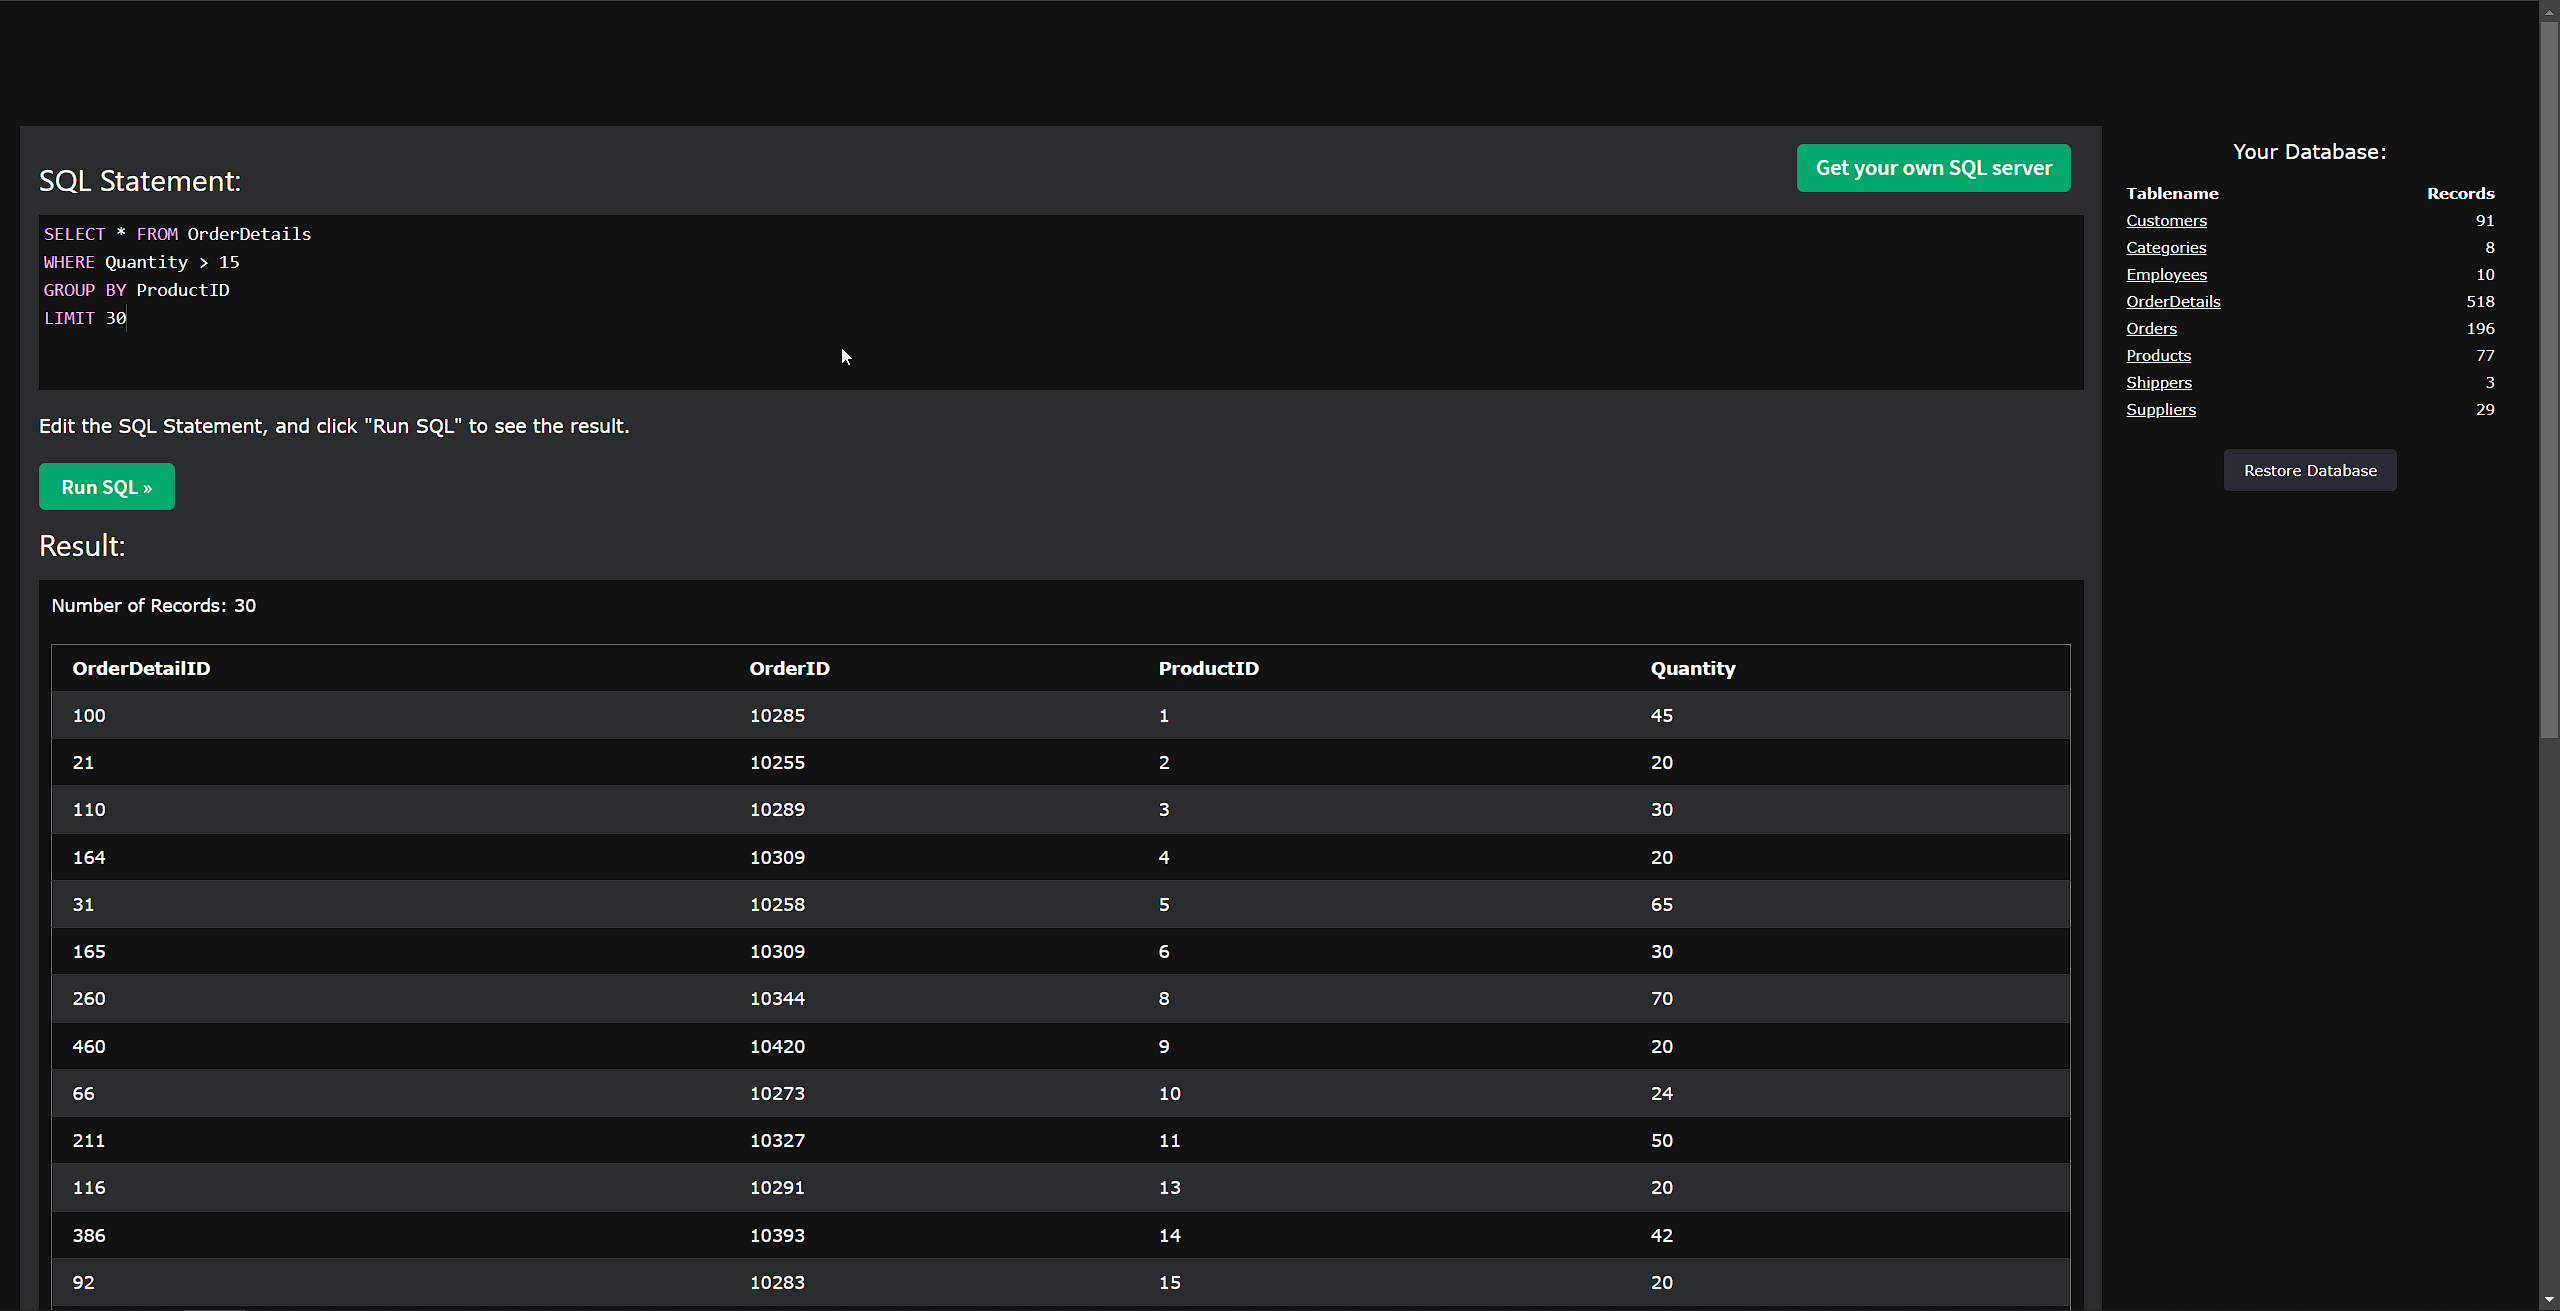 SQL Statement:
Get your own SQL server
SELECT * FROM OrderDetails
WHERE Quantity > 15
GROUP BY ProductID
LIMIT 30
Edit the SQL Statement, and click "Run SQL" to see the result.
Run SQL »
Result:
Number of Records: 30
OrderDetailID OrderID ProductID Quantity
100 10285 1 45
21 10255 2 20
110 10289 3 30
164 10309 4 20
31 10258 5 65
165 10309 6 30
260 10344 8 70
460 10420 9 20
66 10273 10 24
211 10327 11 50
116 10291 13 20
386 10393 14 42
92 10283 15 20
Your Database:
Tablename Records
Customers 91
Categories 8
Employees 10
OrderDetails 518
Orders 196
Products 77
Shippers 3
Suppliers 29
Restore Database